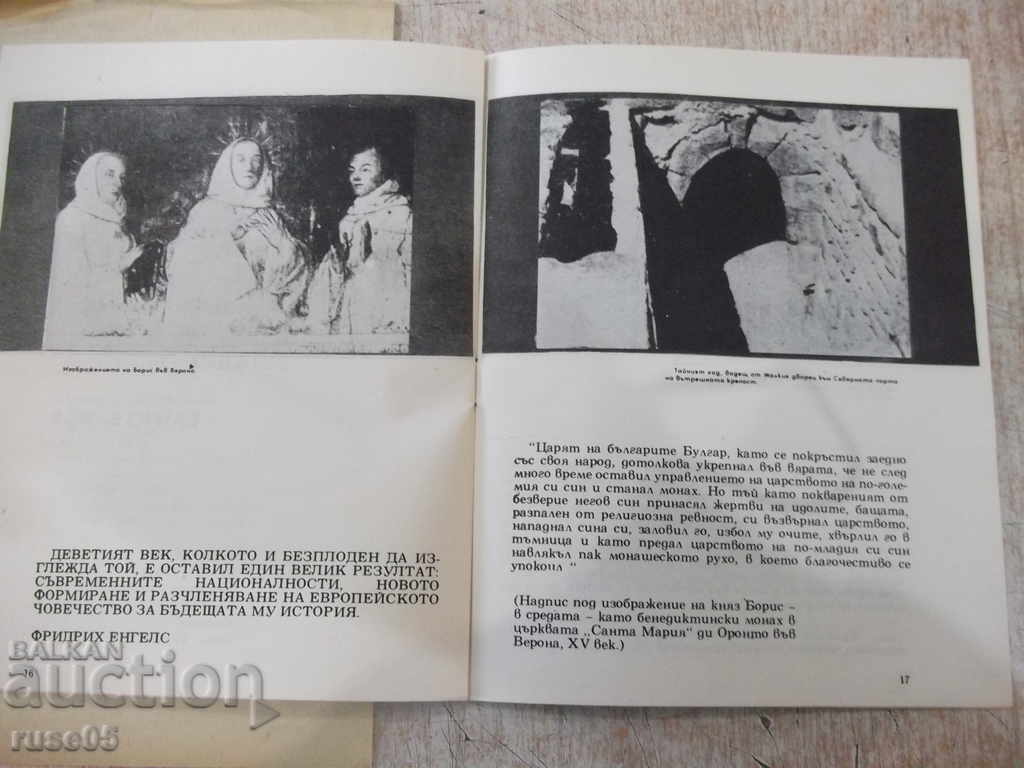 Изображението на Борис във Верона.
ДЕВЕТИЯТ ВЕК, КОЛКОТО И БЕЗПЛОДЕН ДА ИЗ-
ГЛЕЖДА ТОЙ, Е ОСТАВИЛ ЕДИН ВЕЛИК РЕЗУЛТАТ:
СЪВРЕМЕННИТЕ НАЦИОНАЛНОСТИ, НОВОТО
ФОРМИРАНЕ И РАЗЧЛЕНЯВАНЕ НА ЕВРОПЕЙСКОТО
ЧОВЕЧЕСТВО ЗА БЪДЕЩАТА МУ ИСТОРИЯ.
ФРИДРИХ ЕНГЕЛС
16
Тайният ход, водещ от Малкия дворец към Северната порта
на вътрешната крепост.
"Царят на българите Булгар, като се покръстил заедно
със своя народ, дотолкова укрепнал във вярата, че не след
много време оставил управлението на царството на по-голе-
мия си син и станал монах. Но тъй като поквареният от
безверие негов син принасял жертви на идолите, бащата,
разпален от религиозна ревност, си възвърнал царството,
нападнал сина си, заловил го, избол му очите, хвърлил го в
тъмница и като предал царството на по-младия си син
навлякъл пак монашеското рухо, в което благочестиво се
упокоил "
(Надпис под изображение на княз Борис –
в средата – като бенедиктински монах в
църквата „Санта Мария" ди Оронто във
Верона, XV век.)
17
BALKAN
auction
ruse05